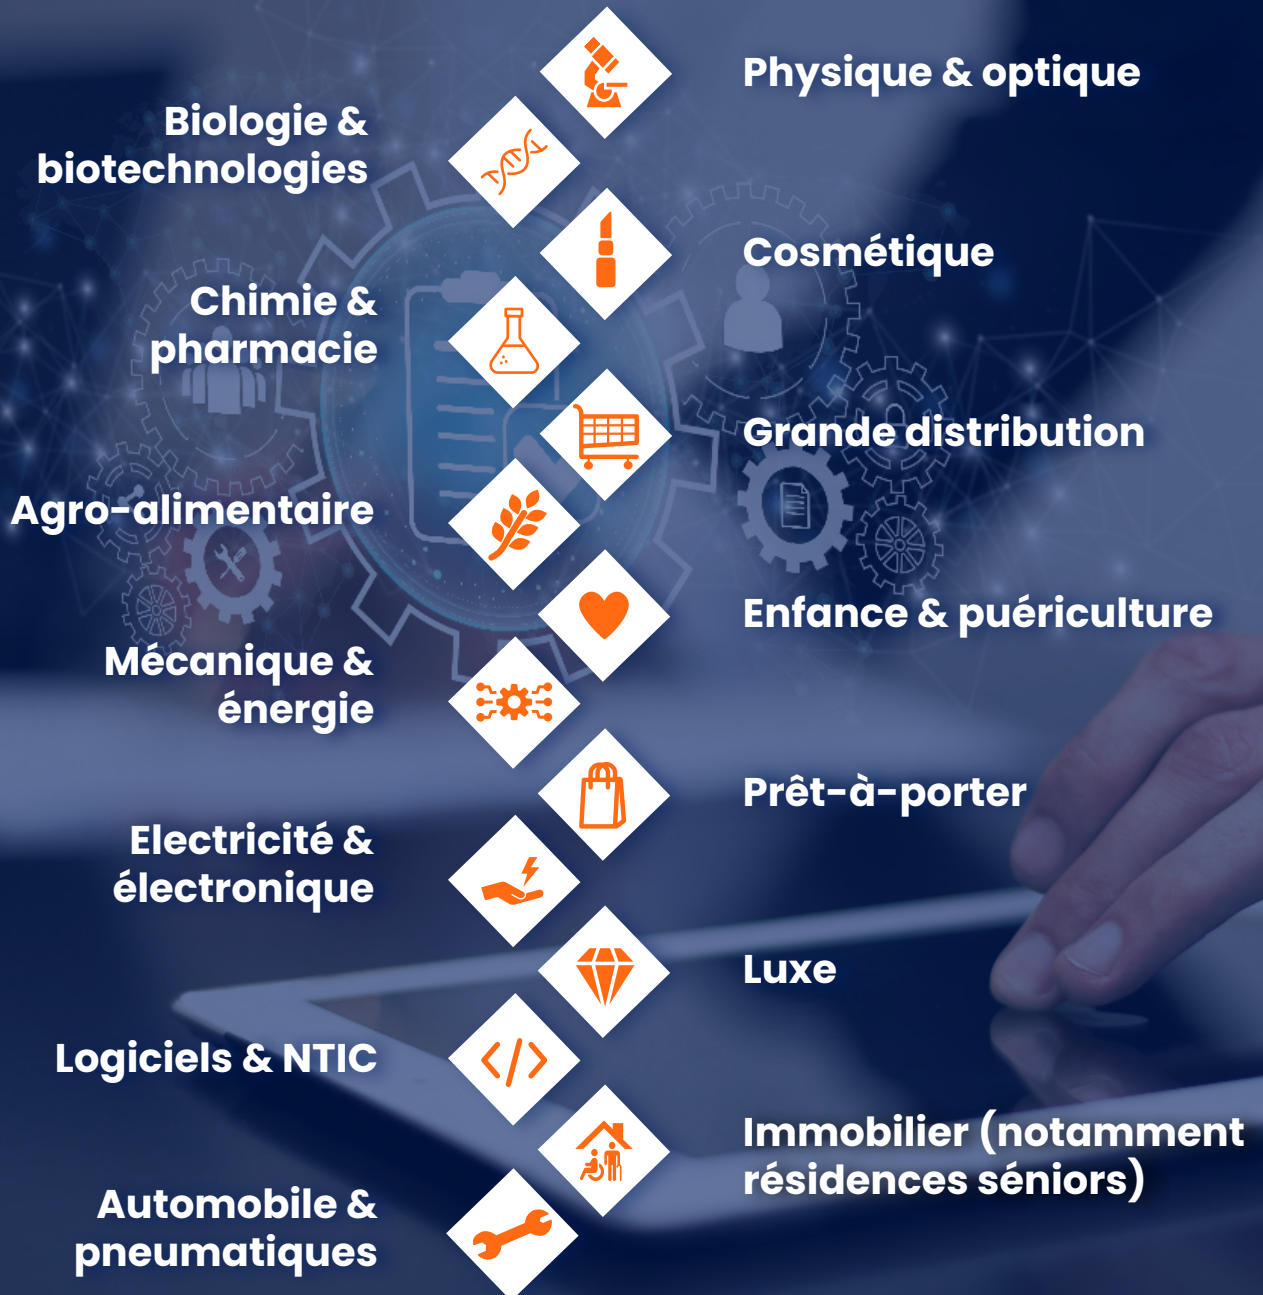 Physique & optique
Biologie &
biotechnologies
Cosmétique
Chimie &
pharmacie
Grande distribution
Agro-alimentaire
Enfance & puériculture
Mécanique &
énergie
Prêt-à-porter
Electricité &
électronique
Luxe
Logiciels & NTIC
Immobilier (notamment
résidences séniors)
Automobile &
pneumatiques